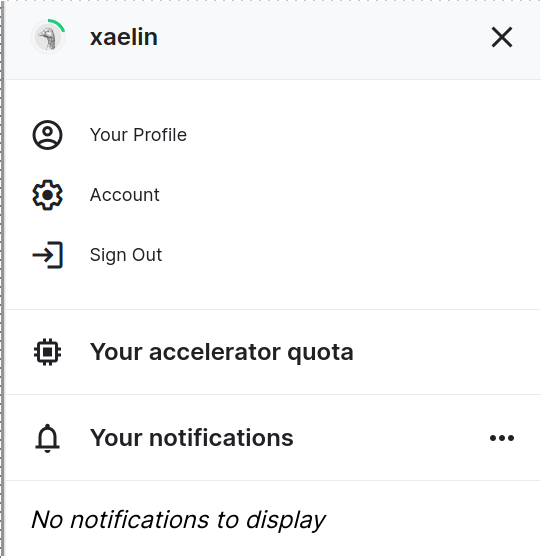 xaelin
Your Profile
Account
Sign Out
Your accelerator quota
Your notifications
No notifications to display